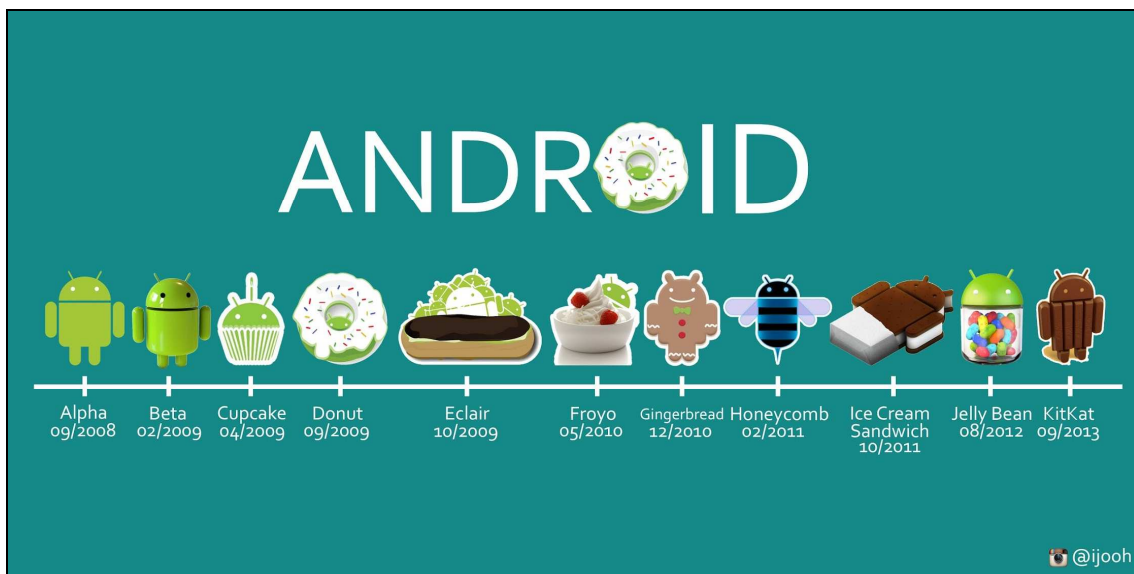 ANDROID
Alpha
09/2008
Beta
02/2009
Cupcake
04/2009
Donut
09/2009
Eclair
10/2009
Froyo
05/2010
Gingerbread
12/2010
Honeycomb
02/2011
Ice Cream
Sandwich
10/2011
Jelly Bean
08/2012
KitKat
09/2013
@ijooh